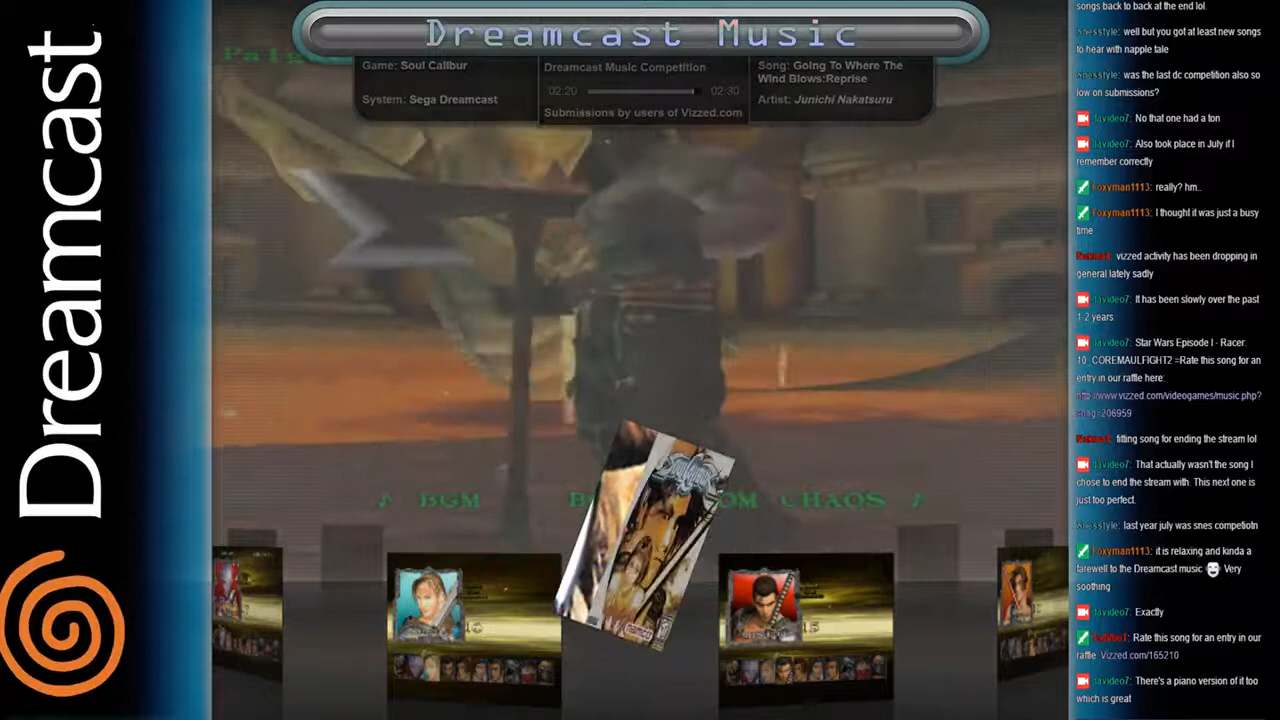 Dreamcast
Dreamcast Music
Game: Soul Calibur
System: Sega Dreamcast
Dreamcast Music Competition
02:20 02:30
Submissions by users of Vizzed.com
Song: Going To Where The
Wind Blows:Reprise
Artist: Junichi Nakatsuru
♪ BGM
OM CHAOS ♪
15
songs back to back at the end lol.
Snesstyle: well but you got at least new songs
to hear with napple tale
Snesstyle: was the last dc competition also so
low on submissions?
davideo7: No that one had a ton
davideo7: Also took place in July if I
remember correctly
Foxyman1113: really? hm..
Foxyman1113: I thought it was just a busy
time
vizzed activity has been dropping in
general lately sadly
davideo7: It has been slowly over the past
1-2 years
davideo7: Star Wars Episode I - Racer:
10_COREMAULFIGHT2 =Rate this song for an
entry in our raffle here:
http://www.vizzed.com/videogames/music.php?
song=206959
fitting song for ending the stream lol
davideo7: That actually wasn't the song I
chose to end the stream with. This next one is
just too perfect.
Snesstyle: last year july was snes competiotn
Foxyman1113: it is relaxing and kinda a
farewell to the Dreamcast music Very
soothing
davideo7: Exactly
Rate this song for an entry in our
raffle Vizzed.com/165210
davideo7: There's a piano version of it too
which is great